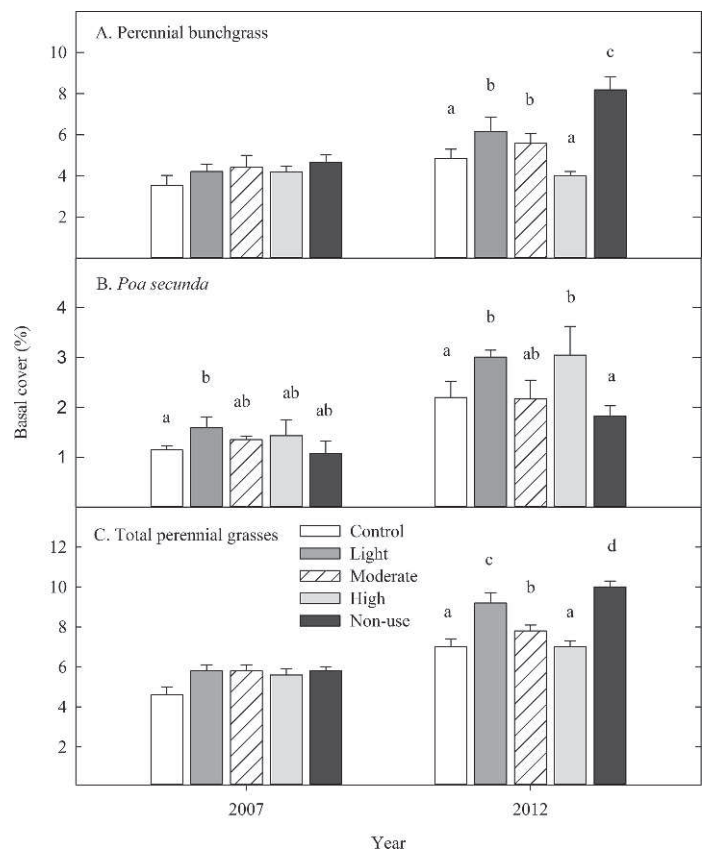 A. Perennial bunchgrass
10
8
6
4
2
a
b
b
a
c
B. Poa secunda
4
3
2
1
a
b
ab
ab
ab
a
b
ab
b
a
Basal cover (%)
C. Total perennial grasses
12
10
8
6
4
2
Control
Light
Moderate
High
Non-use
a
c
b
a
d
2007
2012
Year